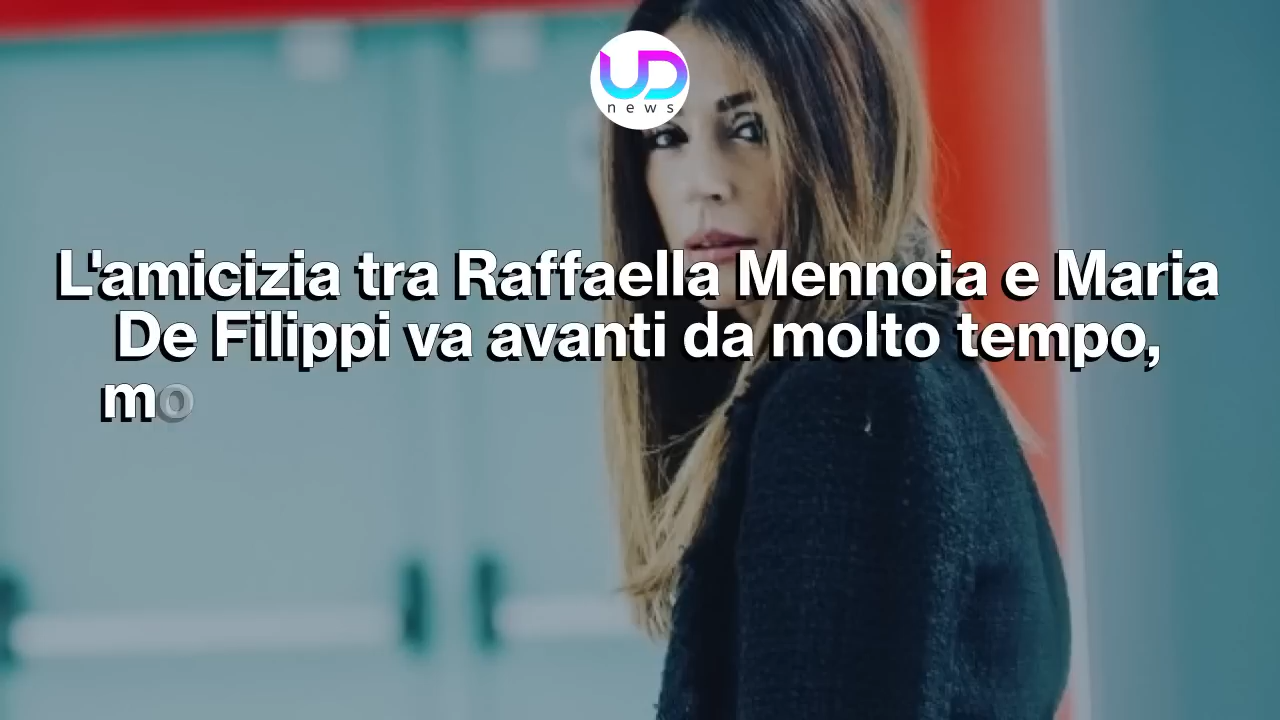 UD
news
L'amicizia tra Raffaella Mennoia e Maria
De Filippi va avanti da molto tempo,
mo